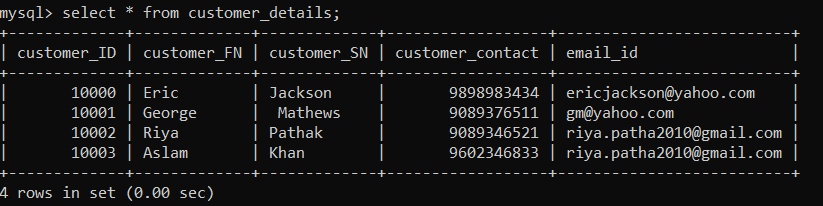 mysql> select * from customer_details;
+-------------+-------------+-------------+------------------+--------------------------+
| customer_ID | customer_FN | customer_SN | customer_contact | email_id                 |
+-------------+-------------+-------------+------------------+--------------------------+
|       10000 | Eric        | Jackson     |       9898983434 | ericjackson@yahoo.com    |
|       10001 | George      |  Mathews    |       9089376511 | gm@yahoo.com             |
|       10002 | Riya        | Pathak      |       9089346521 | riya.patha2010@gmail.com |
|       10003 | Aslam       | Khan        |       9602346833 | riya.patha2010@gmail.com |
+-------------+-------------+-------------+------------------+--------------------------+
4 rows in set (0.00 sec)